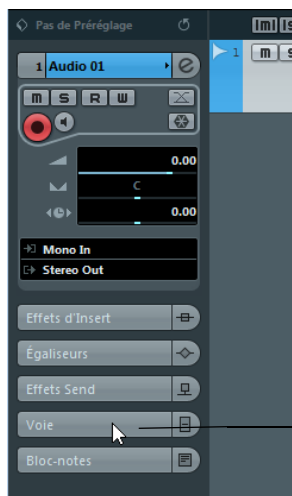 Pas de Préréglage
1 Audio 01 e
m S R W
0.00
C
0.00
Mono In
Stereo Out
Effets d'Insert
Égaliseurs
Effets Send
Voie
Bloc-notes
m
1 m